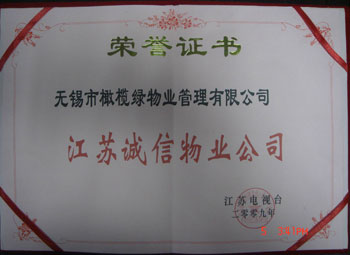 荣誉证书
无锡市橄榄绿物业管理有限公司
江苏诚信物业公司
江苏电视台
二零零九年